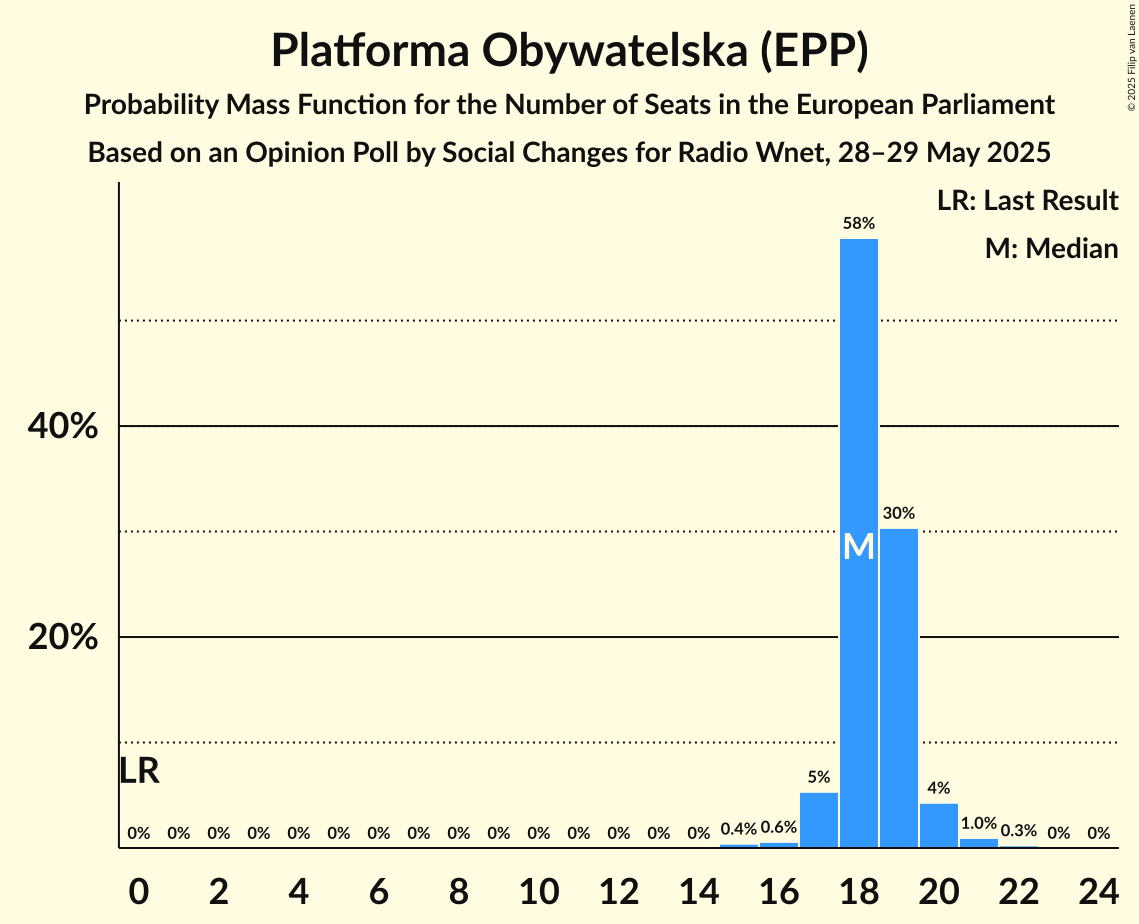 Platforma Obywatelska (EPP)
Probability Mass Function for the Number of Seats in the European Parliament
Based on an Opinion Poll by Social Changes for Radio Wnet, 28–29 May 2025
© 2025 Filip van Laenen
LR: Last Result
M: Median
58%
40%
30%
M
20%
LR
5%
4%
0% 0% 0% 0% 0% 0% 0% 0% 0% 0% 0% 0% 0% 0% 0% 0.4% 0.6% 1.0% 0.3% 0% 0%
0 2 4 6 8 10 12 14 16 18 20 22 24